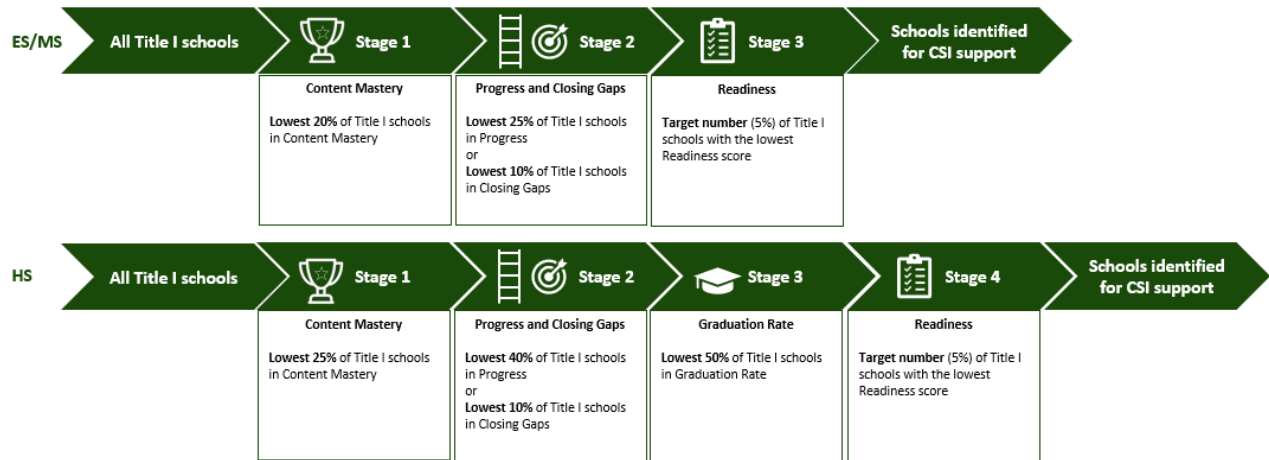 ES/MS
All Title I schools
Stage 1
Stage 2
Stage 3
Schools identified
for CSI support
Content Mastery
Lowest 20% of Title I schools
in Content Mastery
Progress and Closing Gaps
Lowest 25% of Title I schools
in Progress
or
Lowest 10% of Title I schools
in Closing Gaps
Readiness
Target number (5%) of Title I
schools with the lowest
Readiness score
HS
All Title I schools
Stage 1
Stage 2
Stage 3
Stage 4
Schools identified
for CSI support
Content Mastery
Lowest 25% of Title I schools
in Content Mastery
Progress and Closing Gaps
Lowest 40% of Title I schools
in Progress
or
Lowest 10% of Title I schools
in Closing Gaps
Graduation Rate
Lowest 50% of Title I schools
in Graduation Rate
Readiness
Target number (5%) of Title I
schools with the lowest
Readiness score